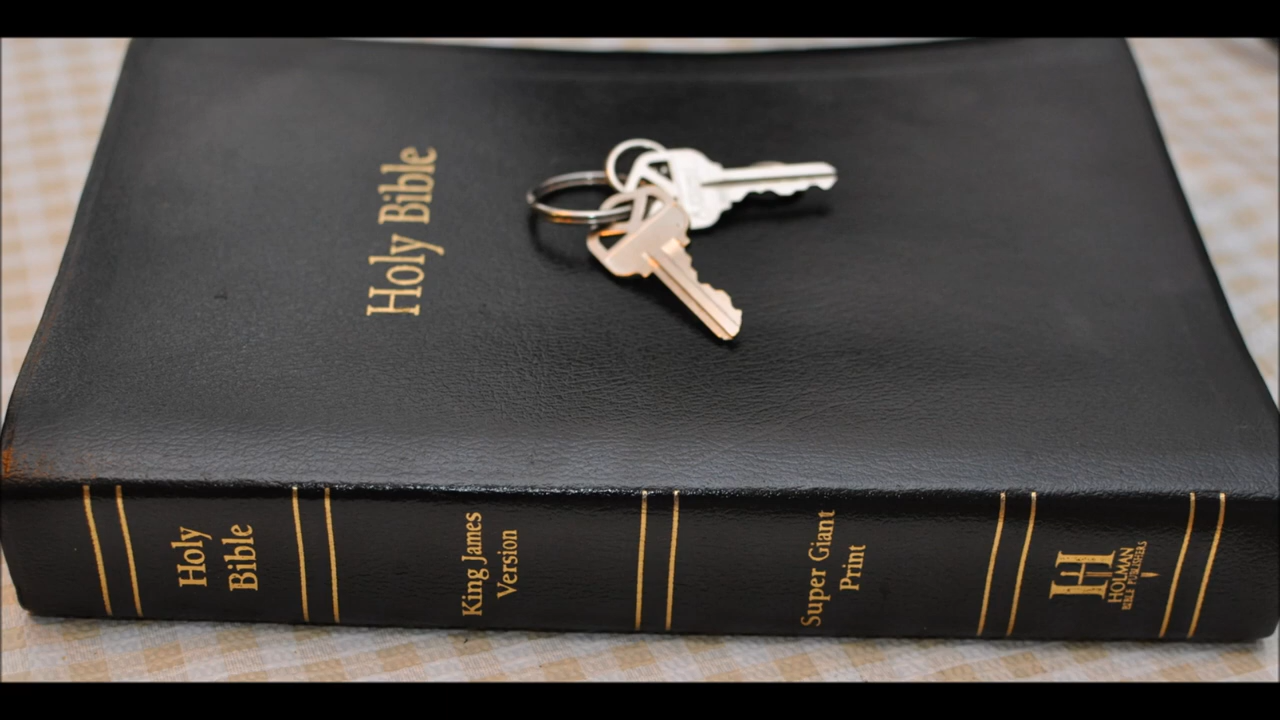 Holy Bible
Holy
Bible
King James
Version
Super Giant
Print
HOLMAN
BIBLE PUBLISHERS